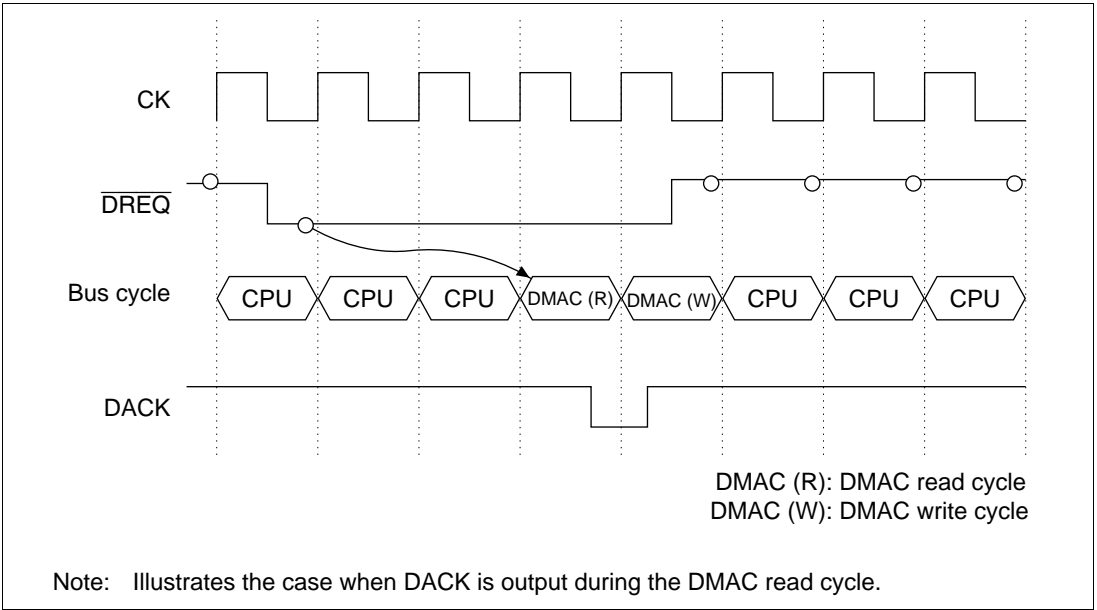 CK
DREQ
Bus cycle CPU CPU CPU DMAC (R) DMAC (W) CPU CPU CPU
DACK
DMAC (R): DMAC read cycle
DMAC (W): DMAC write cycle
Note: Illustrates the case when DACK is output during the DMAC read cycle.